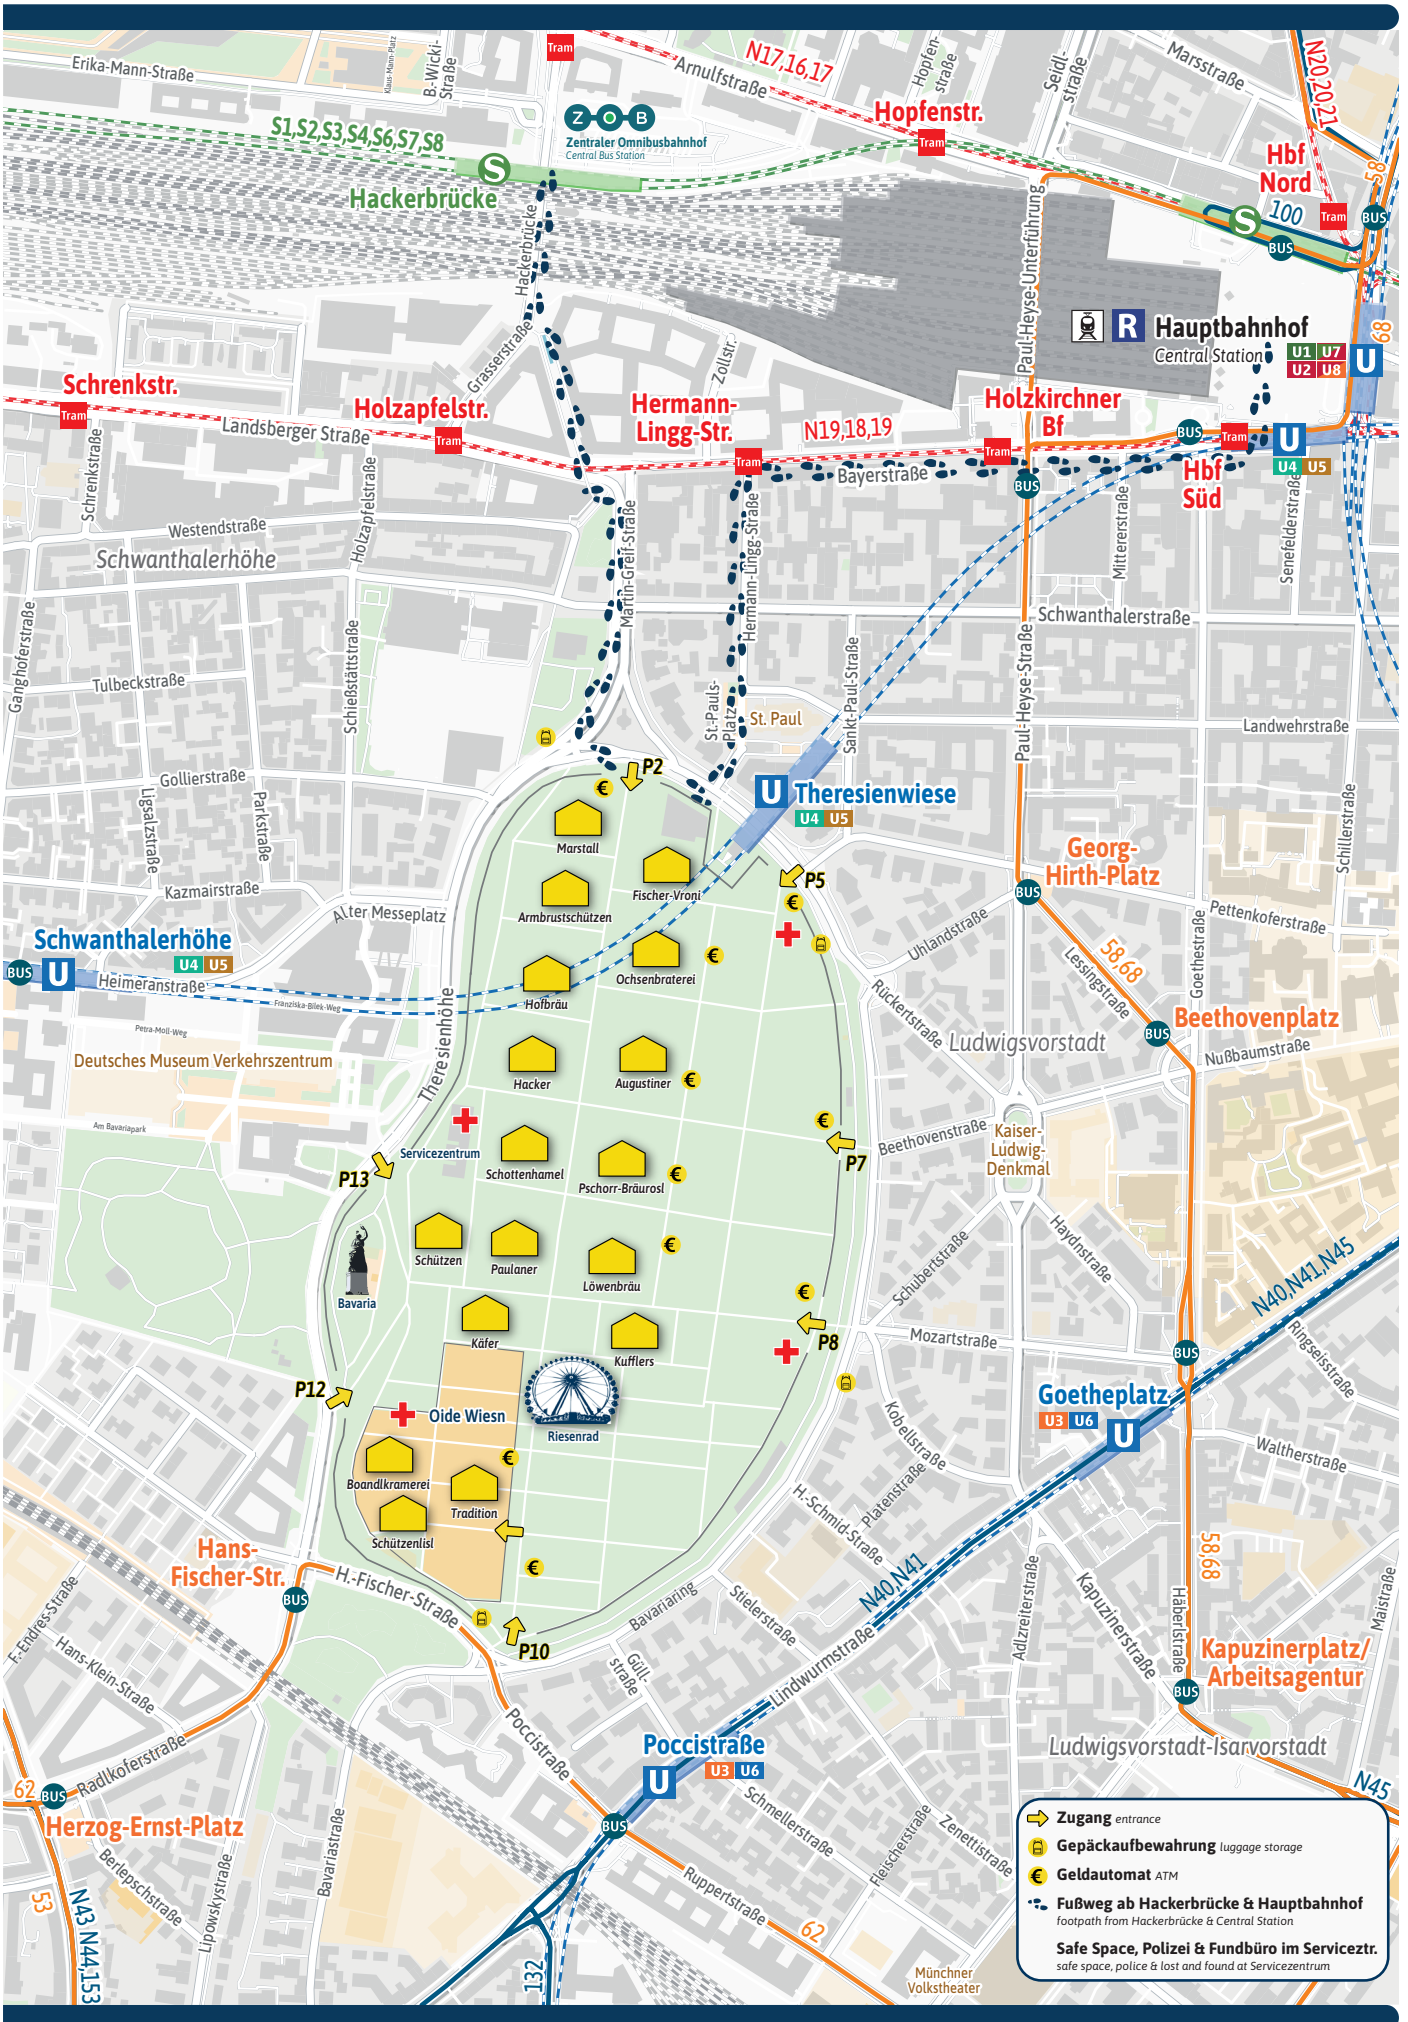 Tram
N17,16,17
Marsstraße
N20,20,21
Erika-Mann-Straße
Klaus-Mann-Platz
B.-Wicki-
Straße
Arnulfstraße
Hopfen-
straße
Seidl-
straße
Z O B
Zentraler Omnibusbahnhof
Central Bus Station
Hopfenstr.
Tram
S1,S2,S3,S4,S6,S7,S8
S
Hackerbrücke
Hackerbrücke
Hbf
Nord
Tram
58
BUS
S
100
BUS
Paul-Heyse-Unterführung
R
Hauptbahnhof
Central Station
U1 U7
U2 U8
U
68
Grasserstraße
Zollstr.
Schrenkstr.
Tram
Landsberger Straße
Holzapfelstr.
Tram
Hermann-
Lingg-Str.
Tram
N19,18,19
Bayerstraße
Holzkirchner
Bf
Tram
BUS
BUS
Tram
U
U4 U5
Hbf
Süd
Schrenkstraße
Westendstraße
Holzapfelstraße
Schwanthalerhöhe
Martin-Greif-Straße
Hermann-Lingg-Straße
Mittererstraße
Senefelderstraße
Schwanthalerstraße
Ganghoferstraße
Tulbeckstraße
Schießstättstraße
St.-Pauls-
Platz
St. Paul
Sankt-Paul-Straße
Paul-Heyse-Straße
Landwehrstraße
Gollierstraße
Ligsalzstraße
Parkstraße
Kazmairstraße
Alter Messeplatz
P2
€
Marstall
Armbrustschützen
Fischer-Vroni
U
Theresienwiese
U4 U5
P5
€
Georg-
Hirth-Platz
BUS
Schillerstraße
Pettenkoferstraße
Uhlandstraße
58,68
Lessingstraße
Goethestraße
Schwanthalerhöhe
U4 U5
BUS
U
Heimeranstraße
Franziska-Bilek-Weg
Petra-Moll-Weg
Deutsches Museum Verkehrszentrum
Am Bavariapark
Theresienhöhe
Ochsenbraterei
€
Hofbräu
Rückertstraße
Ludwigsvorstadt
Beethovenplatz
BUS
Nußbaumstraße
Hacker
Augustiner
€
Servicezentrum
Schottenhamel
Pschorr-Bräurosl
€
€
P7
Beethovenstraße
Kaiser-
Ludwig-
Denkmal
P13
Bavaria
Schützen
Paulaner
Löwenbräu
€
Haydnstraße
Schubertstraße
N40,N41,N45
Käfer
Kufflers
€
P8
Mozartstraße
BUS
Ringseisstraße
P12
Oide Wiesn
Riesenrad
Goetheplatz
U3 U6
U
Kobellstraße
Waltherstraße
Boandlkramerei
Tradition
Schützenlisl
€
€
Platenstraße
H.-Schmid-Straße
Hans-
Fischer-Str.
BUS
H.-Fischer-Straße
P10
Bavariaring
Stielerstraße
N40,N41
Lindwurmstraße
Adlzreiterstraße
Kapuzinerstraße
58,68
Häberlstraße
Maistraße
F.-Endres-Straße
Hans-Klein-Straße
Güll-
straße
Kapuzinerplatz/
Arbeitsagentur
BUS
Poccistraße
Ludwigsvorstadt-Isarvorstadt
Poccistraße
U3 U6
U
N45
62
BUS
Radlkoferstraße
Herzog-Ernst-Platz
BUS
Schmellerstraße
Fleischerstraße
Zenettistraße
Berlepschstraße
Lipowskystraße
Bavariastraße
53
N43 N44,153
Ruppertstraße
62
132
Münchner
Volkstheater
Zugang entrance
Gepäckaufbewahrung luggage storage
€ Geldautomat ATM
Fußweg ab Hackerbrücke & Hauptbahnhof
footpath from Hackerbrücke & Central Station
Safe Space, Polizei & Fundbüro im Serviceztr.
safe space, police & lost and found at Servicezentrum